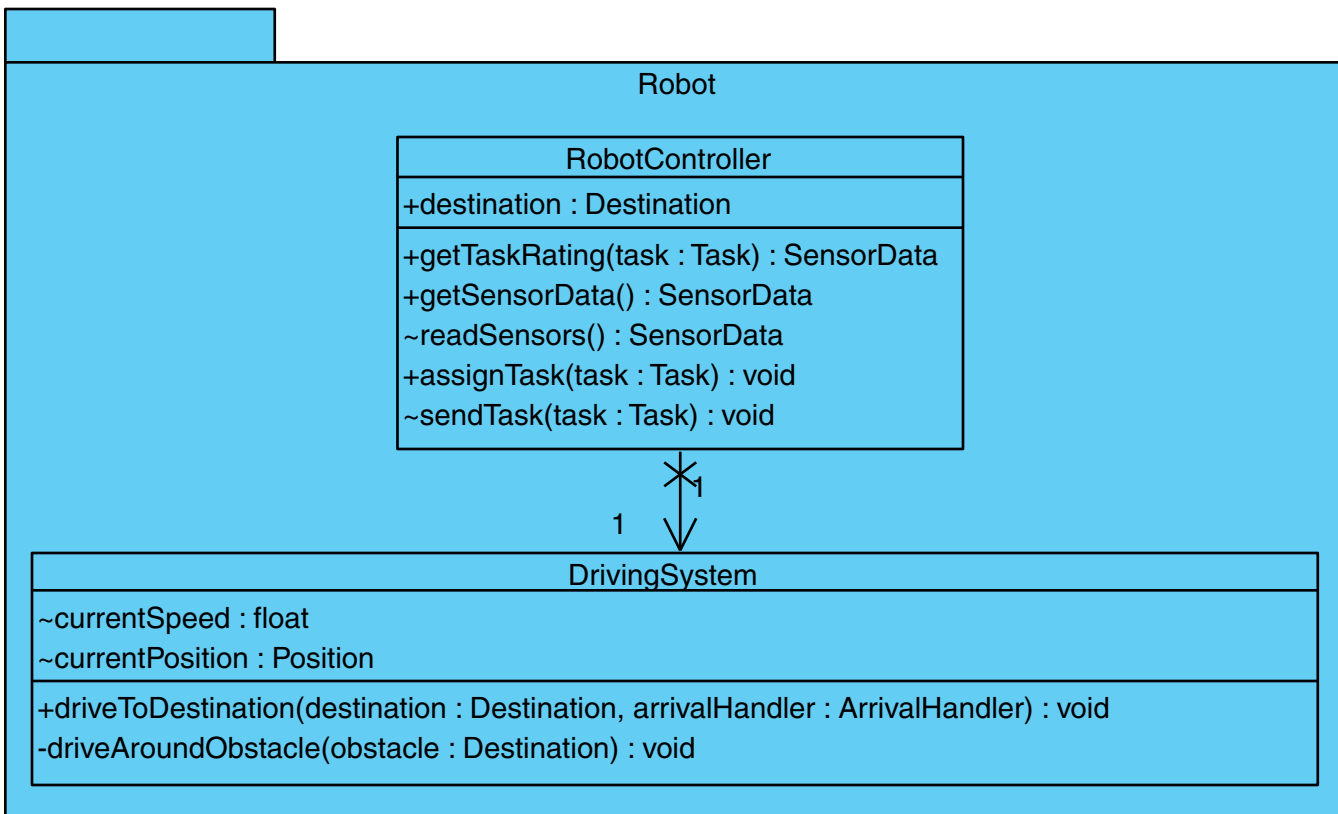 Robot
RobotController
+destination : Destination
+getTaskRating(task : Task) : SensorData
+getSensorData() : SensorData
~readSensors() : SensorData
+assignTask(task : Task) : void
~sendTask(task : Task) : void
1
1
DrivingSystem
~currentSpeed : float
~currentPosition : Position
+driveToDestination(destination : Destination, arrivalHandler : ArrivalHandler) : void
-driveAroundObstacle(obstacle : Destination) : void